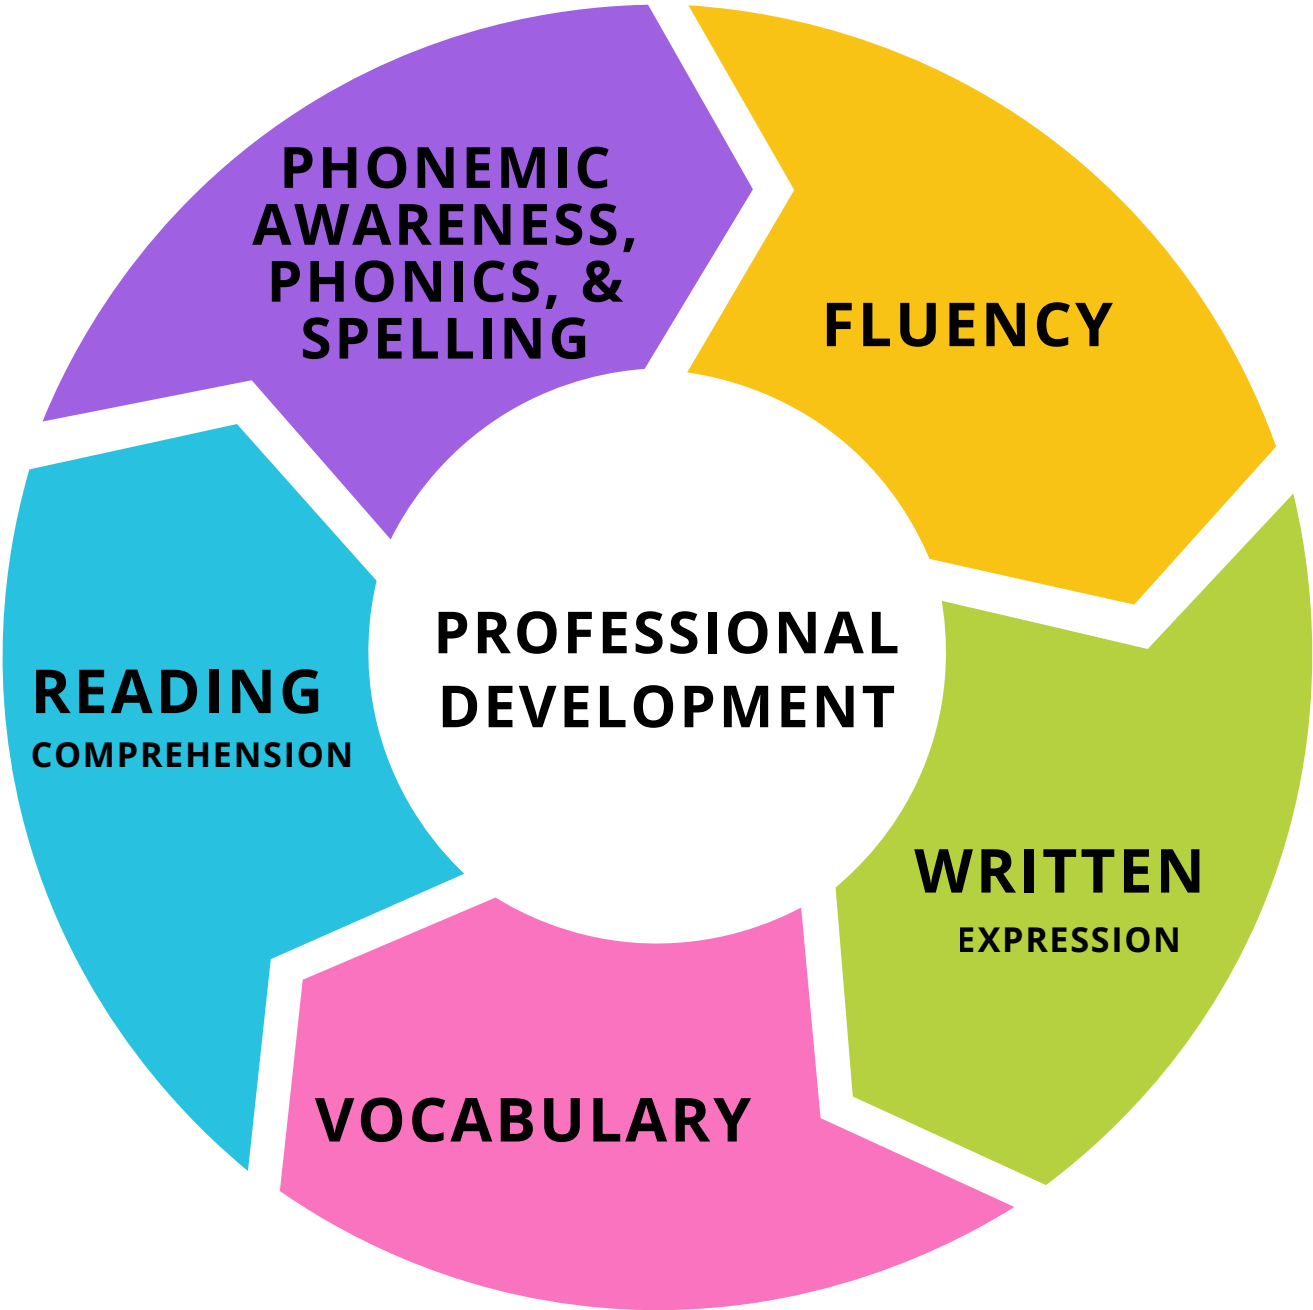 PHONEMIC
AWARENESS,
PHONICS, &
SPELLING
FLUENCY
PROFESSIONAL
DEVELOPMENT
READING
COMPREHENSION
WRITTEN
EXPRESSION
VOCABULARY